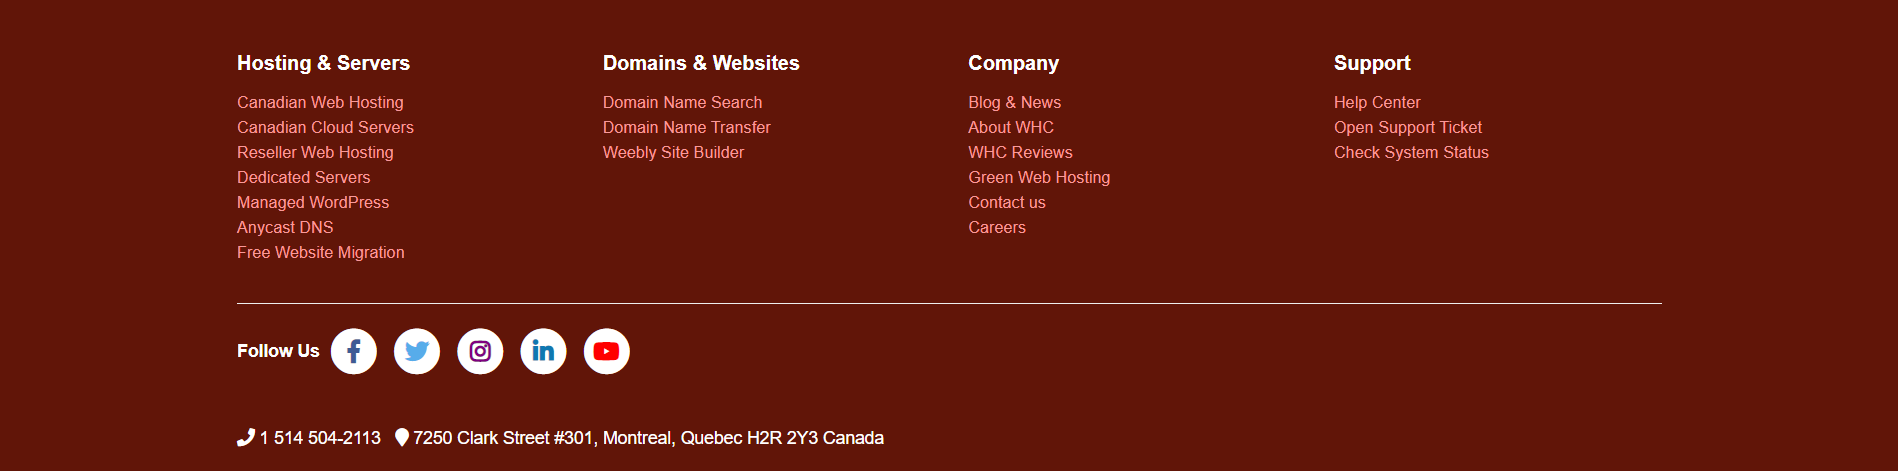 Hosting & Servers
Canadian Web Hosting
Canadian Cloud Servers
Reseller Web Hosting
Dedicated Servers
Managed WordPress
Anycast DNS
Free Website Migration
Domains & Websites
Domain Name Search
Domain Name Transfer
Weebly Site Builder
Company
Blog & News
About WHC
WHC Reviews
Green Web Hosting
Contact us
Careers
Support
Help Center
Open Support Ticket
Check System Status
Follow Us
1 514 504-2113 7250 Clark Street #301, Montreal, Quebec H2R 2Y3 Canada